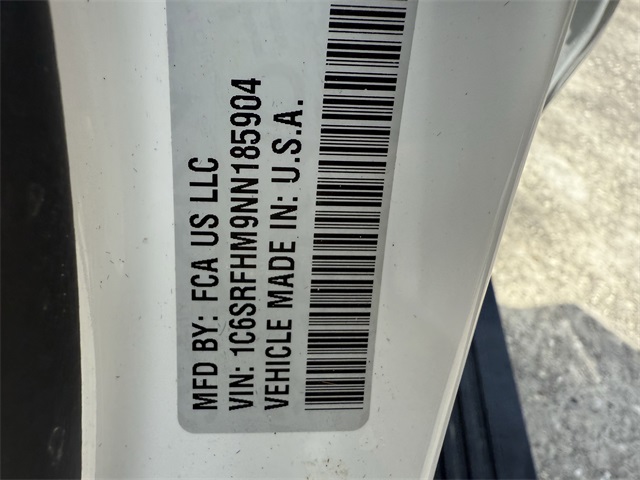 MFD BY: FCA US LLC
VIN: 1C6SRFHM9NN185904
VEHICLE MADE IN: U.S.A.